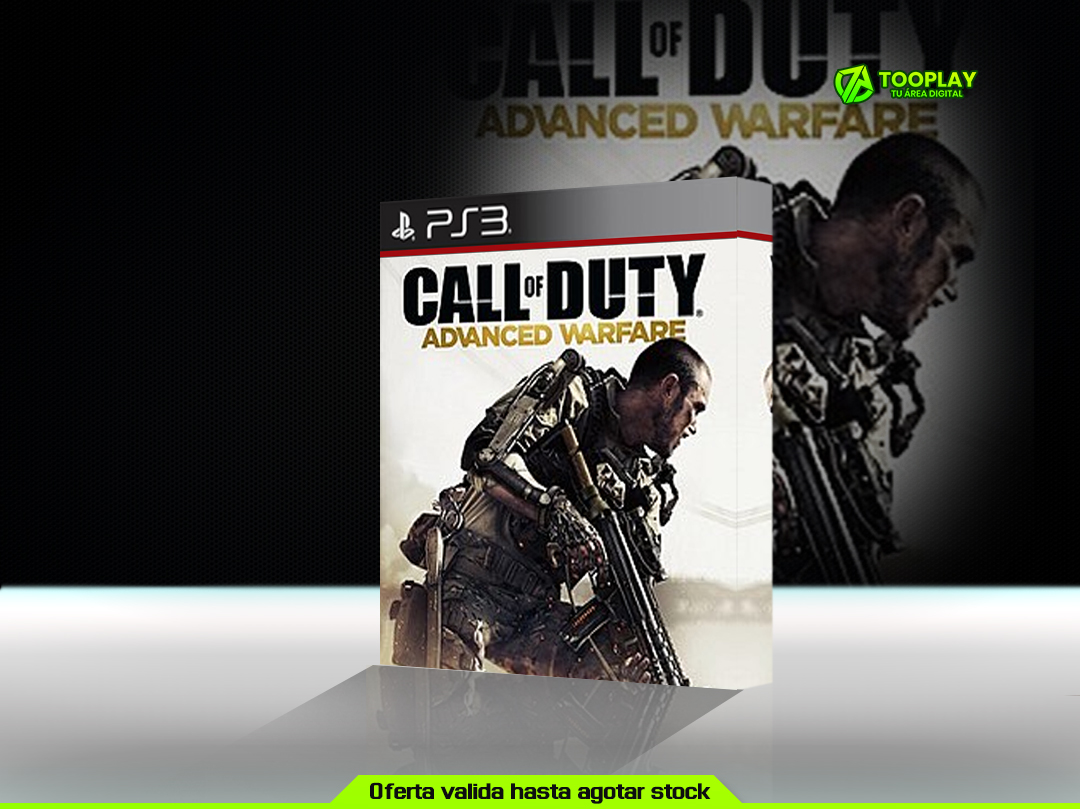 CALL OF DUTY
TOOPLAY
TU ÁREA DIGITAL
ADVANCED WARFARE
PS3
CALL OF DUTY
ADVANCED WARFARE
Oferta valida hasta agotar stock